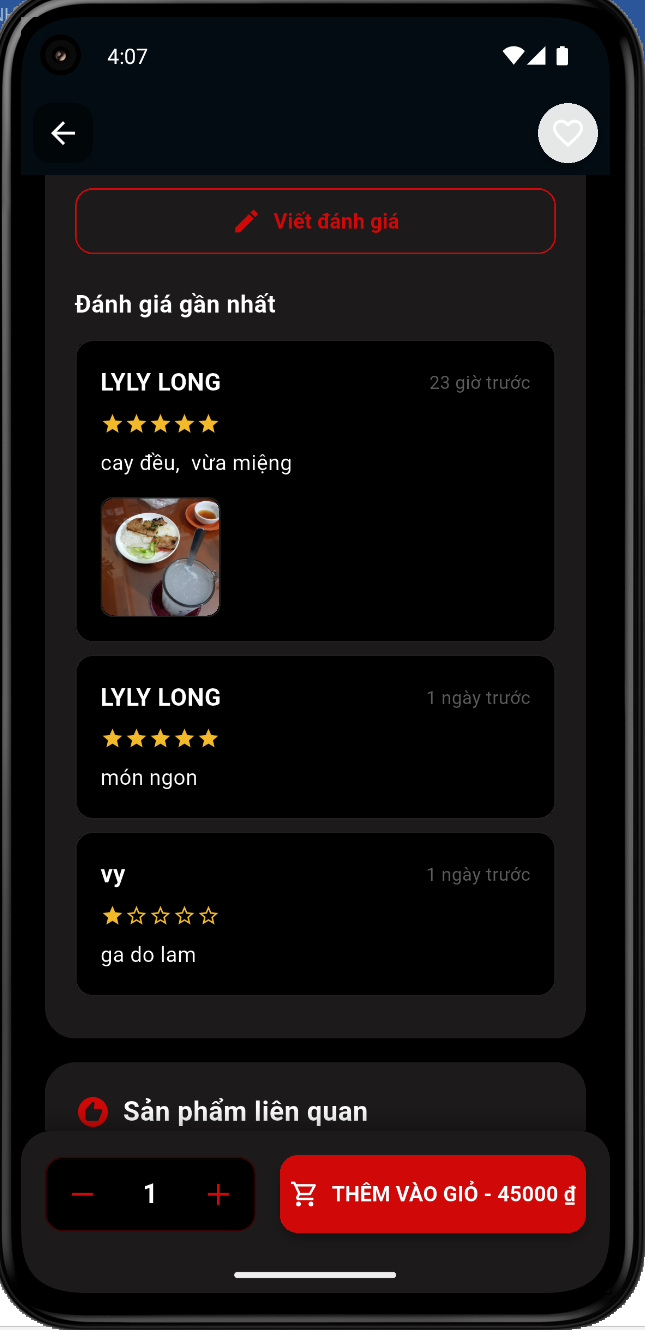 4:07
Viết đánh giá
Đánh giá gần nhất
LYLY LONG
23 giờ trước
cay đều,  vừa miệng
LYLY LONG
1 ngày trước
món ngon
vy
1 ngày trước
ga do lam
Sản phẩm liên quan
1
THÊM VÀO GIỎ - 45000 ₫